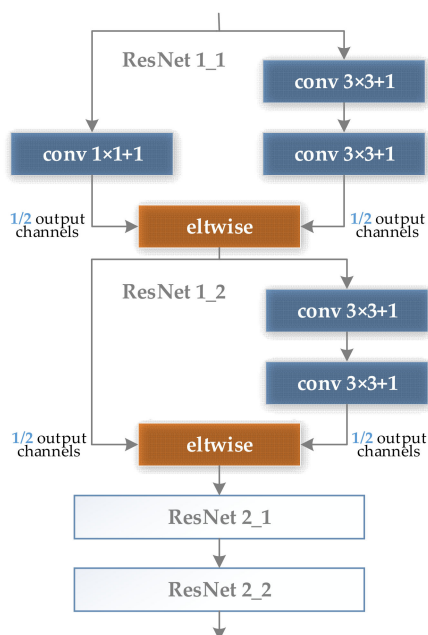 ResNet 1_1
conv 3×3+1
conv 1×1+1
conv 3×3+1
1/2 output
channels
eltwise
1/2 output
channels
ResNet 1_2
conv 3×3+1
conv 3×3+1
1/2 output
channels
eltwise
1/2 output
channels
ResNet 2_1
ResNet 2_2